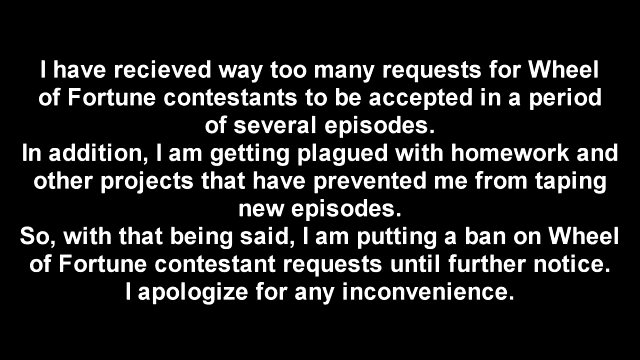 I have recieved way too many requests for Wheel
of Fortune contestants to be accepted in a period
of several episodes.
In addition, I am getting plagued with homework and
other projects that have prevented me from taping
new episodes.
So, with that being said, I am putting a ban on Wheel
of Fortune contestant requests until further notice.
I apologize for any inconvenience.